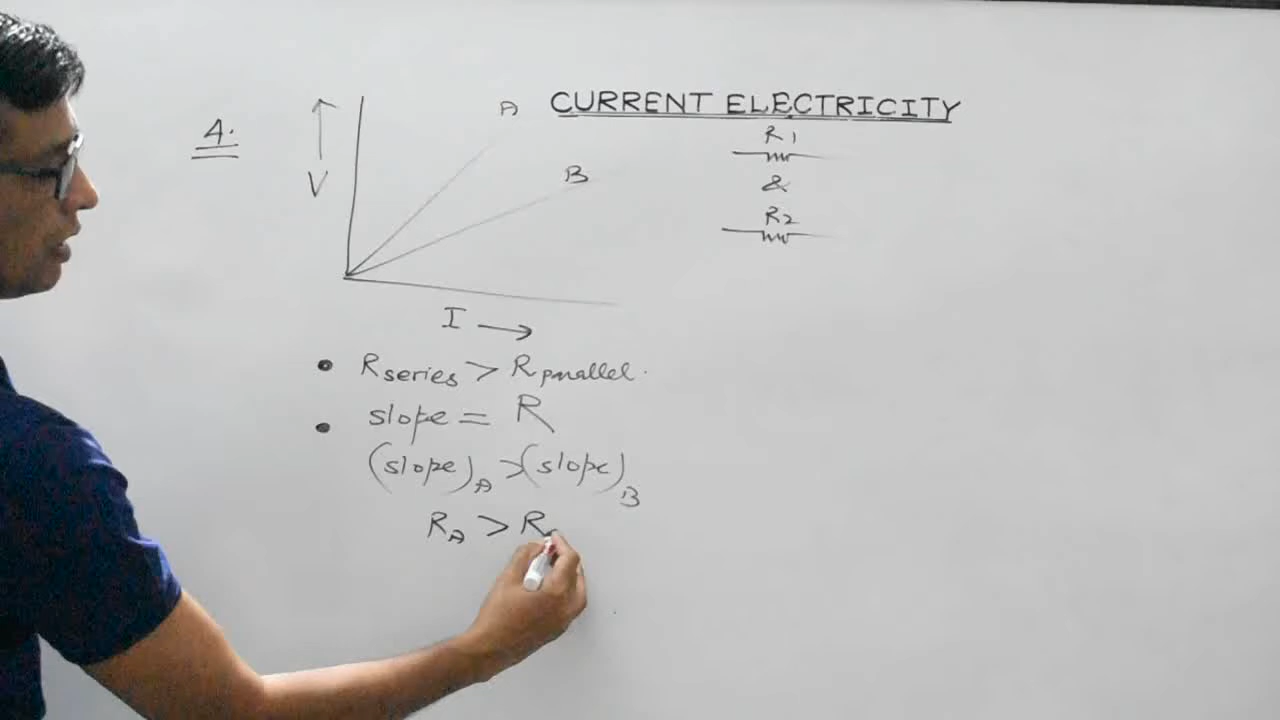 CURRENT ELECTRICITY
4.
A
B
V
I
R1
&
R2
Rseries > Rparallel.
slope = R
(slope)A > (slope)B
RA > R